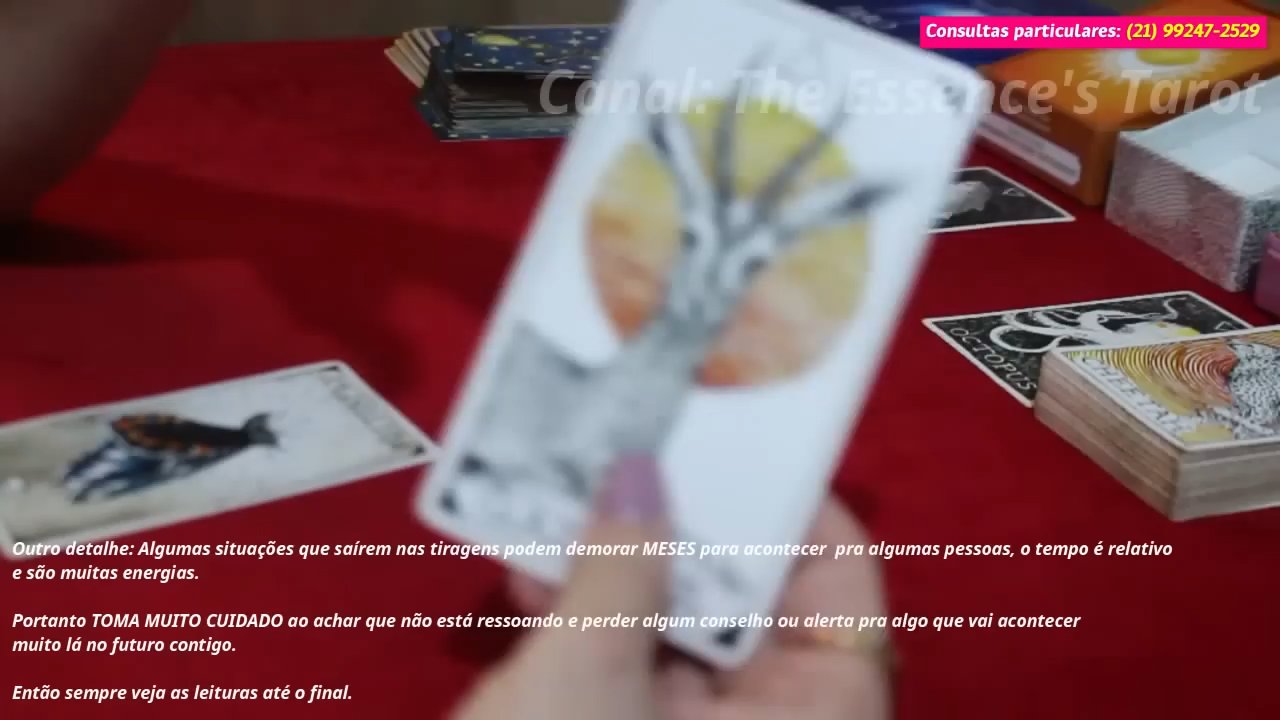 Consultas particulares: (21) 99247-2529
Canal: The Essence's Tarot
OCTOPUS
CHEETAH
Outro detalhe: Algumas situações que saírem nas tiragens podem demorar MESES para acontecer pra algumas pessoas, o tempo é relativo
e são muitas energias.
Portanto TOMA MUITO CUIDADO ao achar que não está ressoando e perder algum conselho ou alerta pra algo que vai acontecer
muito lá no futuro contigo.
Então sempre veja as leituras até o final.